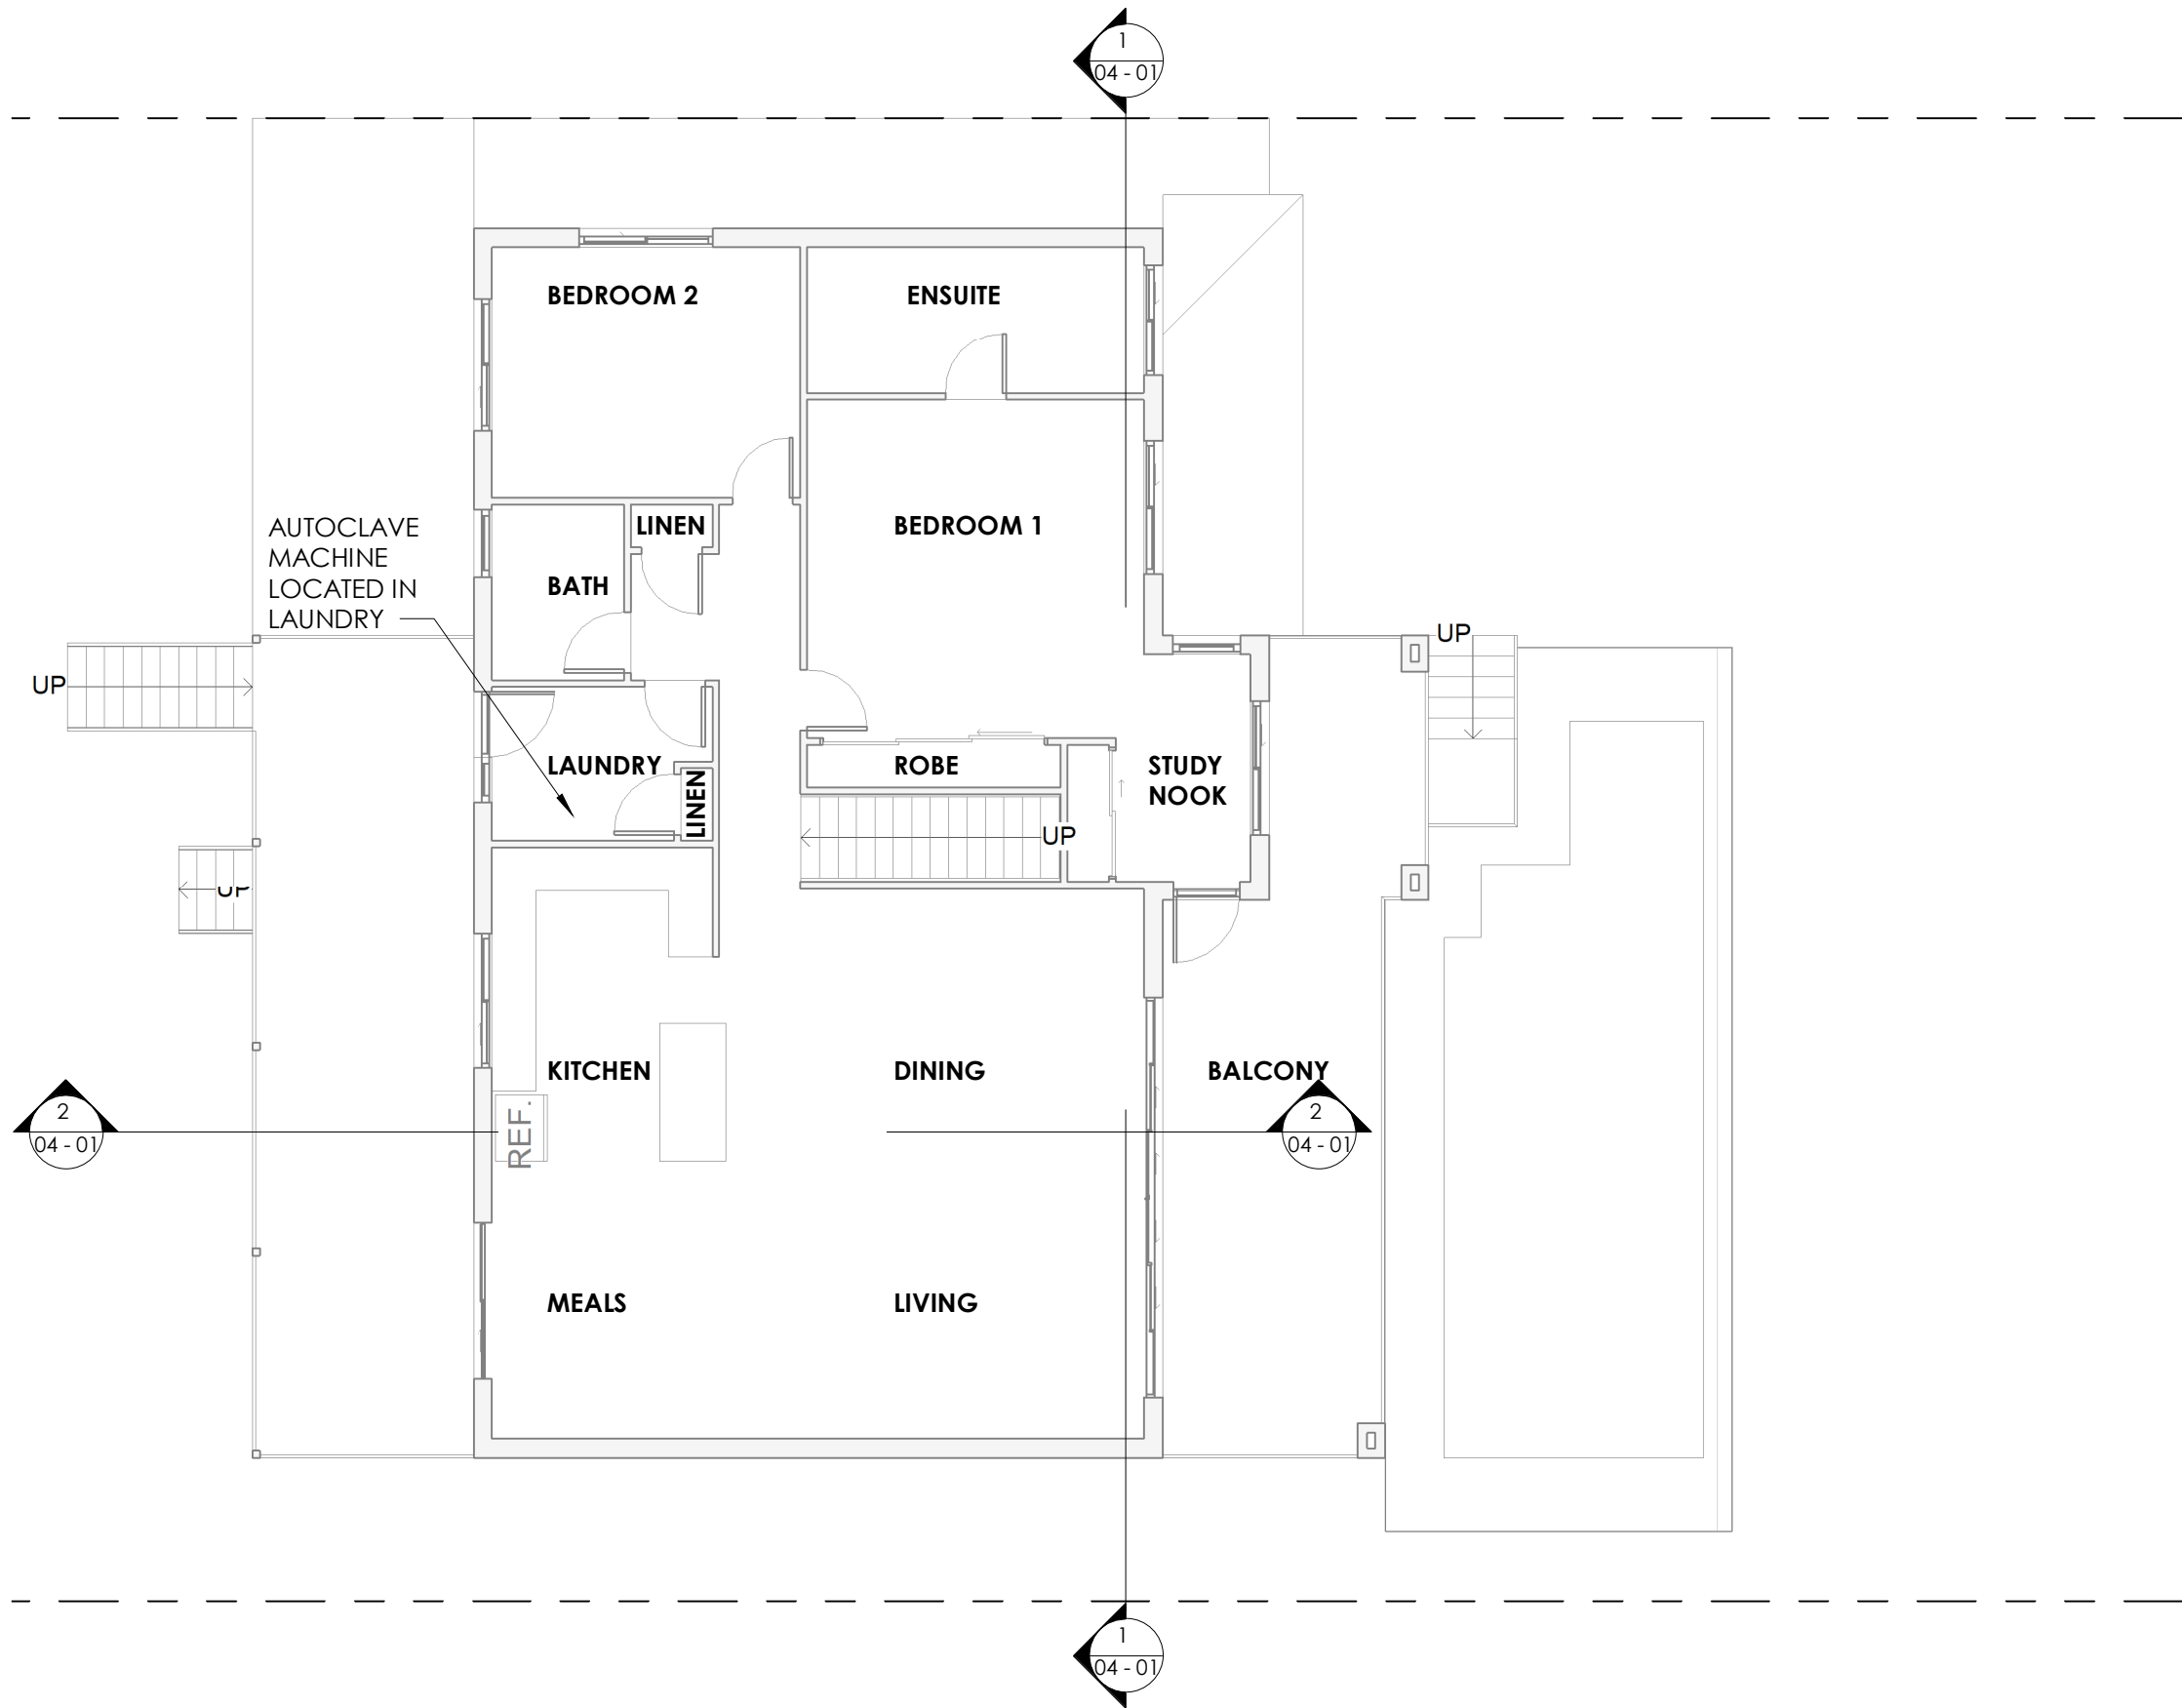 1
04 - 01
BEDROOM 2
ENSUITE
AUTOCLAVE
MACHINE
LOCATED IN
LAUNDRY
LINEN
BEDROOM 1
BATH
UP
UP
LAUNDRY
LINEN
ROBE
STUDY
NOOK
UP
UP
KITCHEN
DINING
BALCONY
REF.
2
04 - 01
2
04 - 01
MEALS
LIVING
1
04 - 01